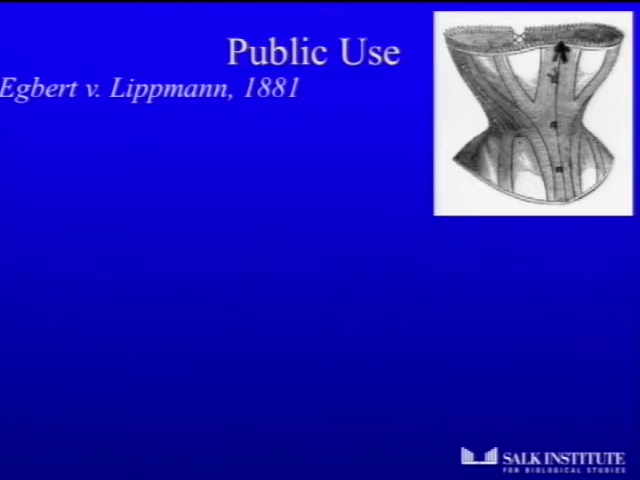 Public Use
Egbert v. Lippmann, 1881
SALK INSTITUTE
FOR BIOLOGICAL STUDIES